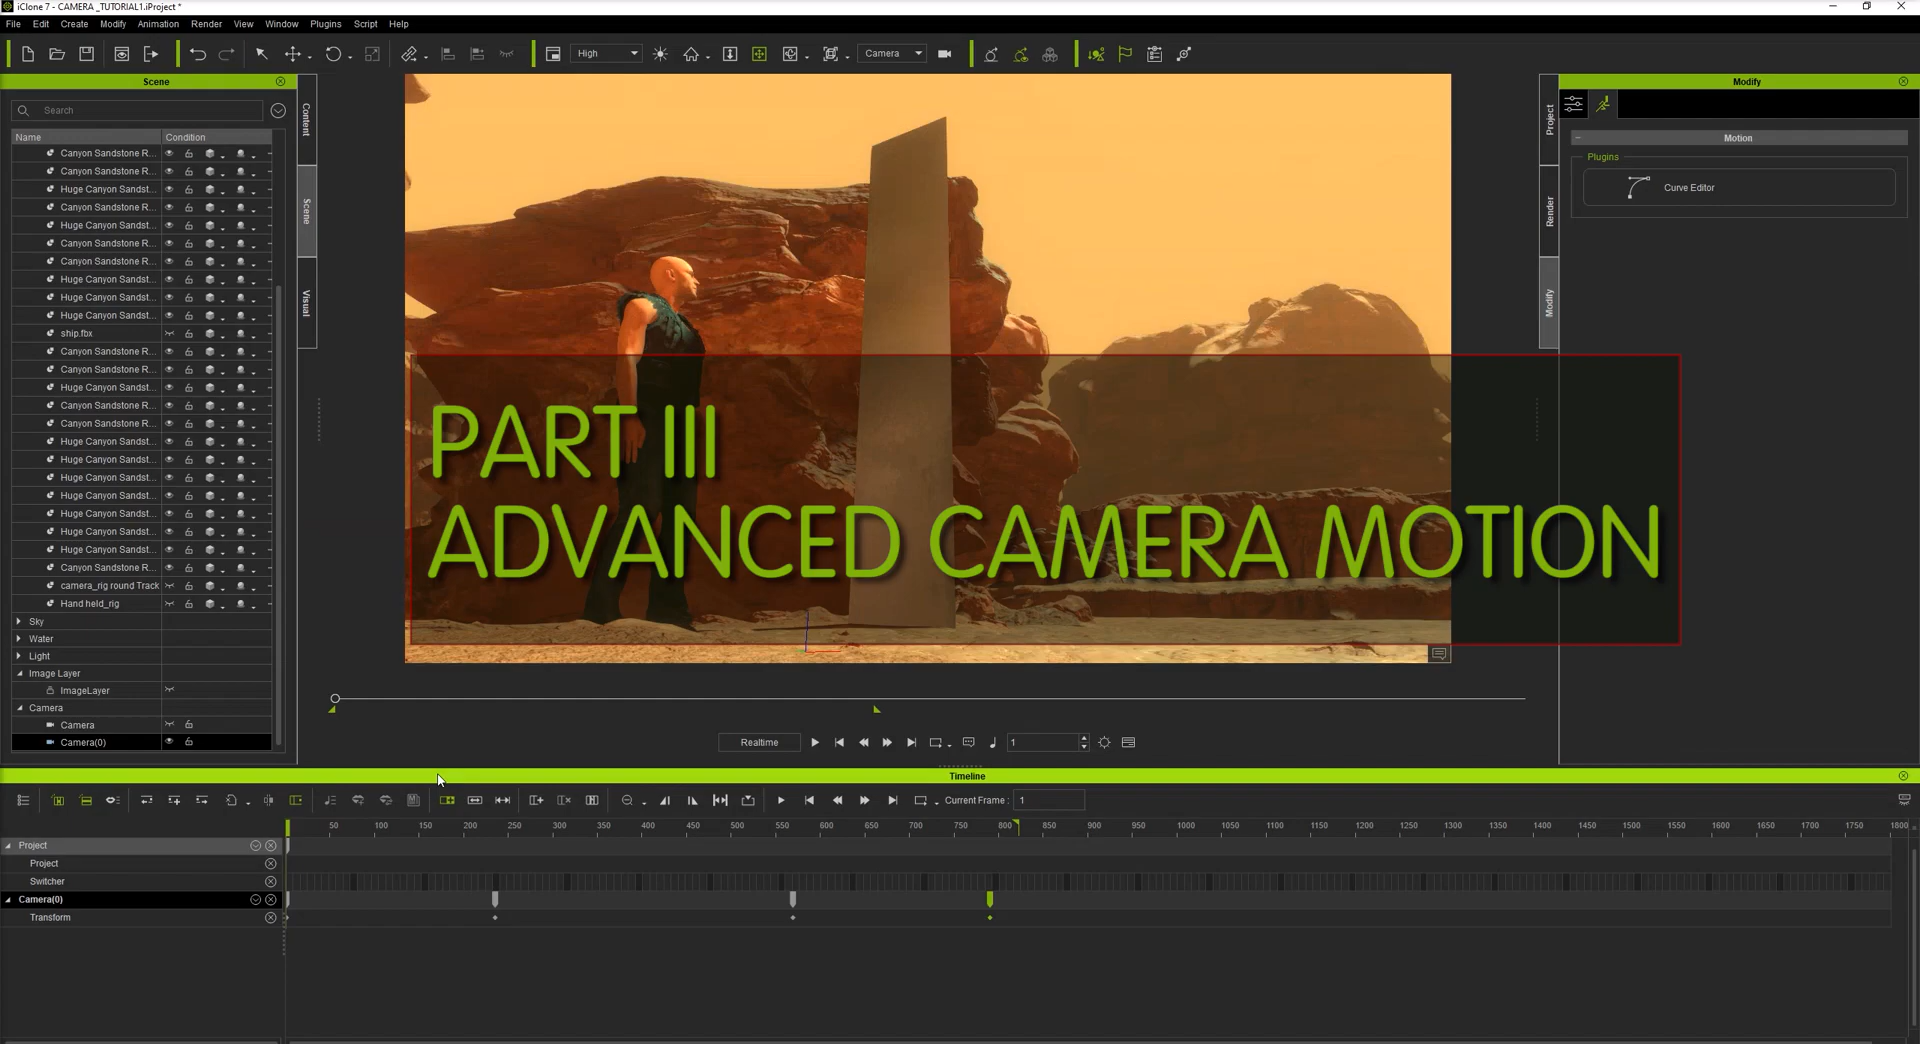 iClone 7 - CAMERA _TUTORIAL1.iProject *
File Edit Create Modify Animation Render View Window Plugins Script Help
High
Camera
Scene
Search
Name Condition
Canyon Sandstone R...
Canyon Sandstone R...
Huge Canyon Sandst...
Canyon Sandstone R...
Huge Canyon Sandst...
Canyon Sandstone R...
Canyon Sandstone R...
Huge Canyon Sandst...
Huge Canyon Sandst...
Huge Canyon Sandst...
ship.fbx
Canyon Sandstone R...
Canyon Sandstone R...
Huge Canyon Sandst...
Canyon Sandstone R...
Canyon Sandstone R...
Huge Canyon Sandst...
Huge Canyon Sandst...
Huge Canyon Sandst...
Huge Canyon Sandst...
Huge Canyon Sandst...
Huge Canyon Sandst...
Huge Canyon Sandst...
Canyon Sandstone R...
camera_rig round Track
Hand held_rig
Sky
Water
Light
Image Layer
ImageLayer
Camera
Camera
Camera(0)
Content
Scene
Visual
PART III
ADVANCED CAMERA MOTION
Project
Render
Modify
Modify
Motion
Plugins
Curve Editor
Realtime
1
Timeline
Current Frame : 1
50 100 150 200 250 300 350 400 450 500 550 600 650 700 750 800 850 900 950 1000 1050 1100 1150 1200 1250 1300 1350 1400 1450 1500 1550 1600 1650 1700 1750 1800
Project
Project
Switcher
Camera(0)
Transform